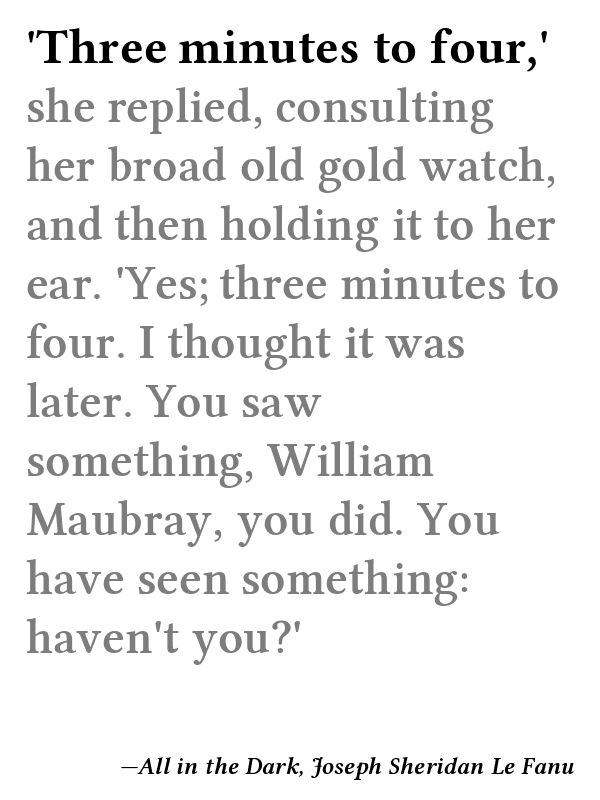 'Three minutes to four,'
she replied, consulting
her broad old gold watch,
and then holding it to her
ear. 'Yes; three minutes to
four. I thought it was
later. You saw
something, William
Maubray, you did. You
have seen something:
haven't you?'
—All in the Dark, Joseph Sheridan Le Fanu